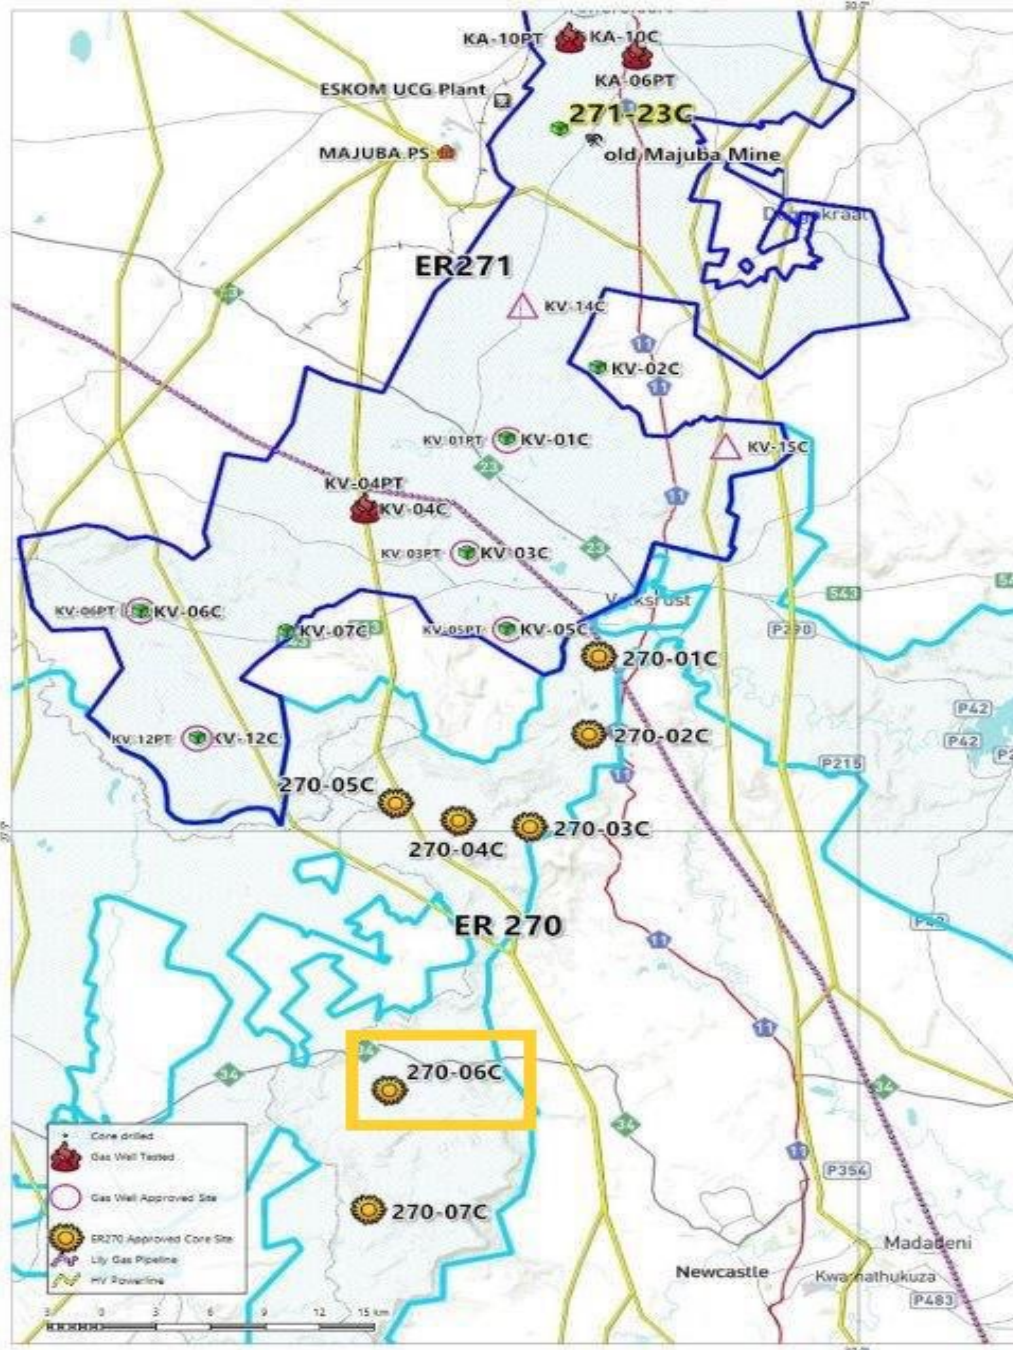 KA-10PT
KA-10C
KA-06PT
ESKOM UCG Plant
271-23C
11
MAJUBA PS
old Majuba Mine
ER271
23
KV-14C
11
KV-02C
11
KV-01PT
KV-01C
KV-15C
23
KV-04PT
KV-04C
11
KV-03PT
KV-03C
23
543
KV-06PT
KV-06C
Volksrust
KV-07C
KV-05PT
KV-05C
P290
270-01C
P42
KV-12PT
KV-12C
270-02C
P42
P215
11
270-05C
270-03C
270-04C
ER 270
11
11
34
270-06C
34
34
34
Core drilled
Gas Well Tested
11
P354
Gas Well Approved Site
270-07C
ER270 Approved Core Site
Lily Gas Pipeline
HV Powerline
Madadeni
Newcastle
P483
3 0 3 6 9 12 15 km